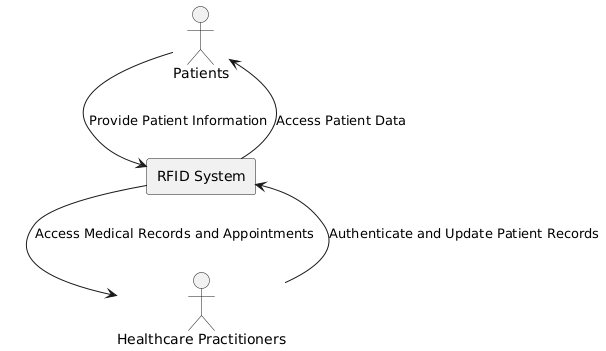 Patients
Provide Patient Information
Access Patient Data
RFID System
Access Medical Records and Appointments
Authenticate and Update Patient Records
Healthcare Practitioners